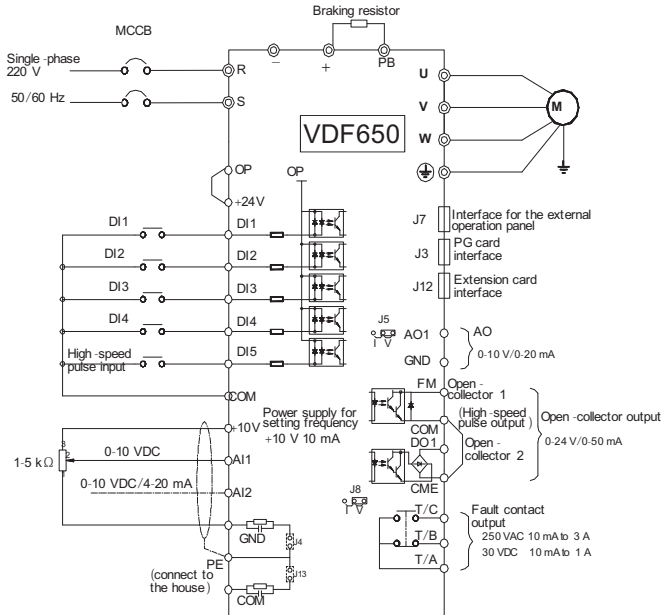 Braking resistor
MCCB
Single-phase
220 V
50/60 Hz
R
S
−
+
PB
U
V
W
M
VDF650
OP
+24V
OP
DI1
DI1
DI2
DI2
DI3
DI3
DI4
DI4
High-speed
pulse input
DI5
COM
J7
Interface for the external
operation panel
J3
PG card
interface
J12
Extension card
interface
J5
I V
AO1
AO
0-10 V/0-20 mA
GND
+10V
Power supply for
setting frequency
+10 V 10 mA
1-5 kΩ
3
2
0-10 VDC
AI1
0-10 VDC/4-20 mA
AI2
GND
J4
PE
(connect to
the house)
J13
COM
FM
Open-
collector 1
(High-speed
pulse output)
COM
DO1
Open-
collector 2
CME
Open-collector output
0-24 V/0-50 mA
J8
I V
T/C
T/B
T/A
Fault contact
output
250 VAC 10 mA to 3 A
30 VDC 10 mA to 1 A